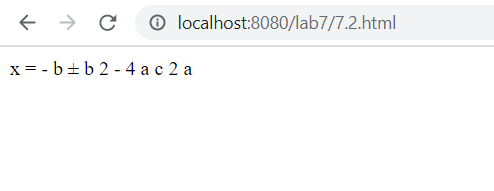 localhost:8080/lab7/7.2.html
x = - b ± b 2 - 4 a c 2 a